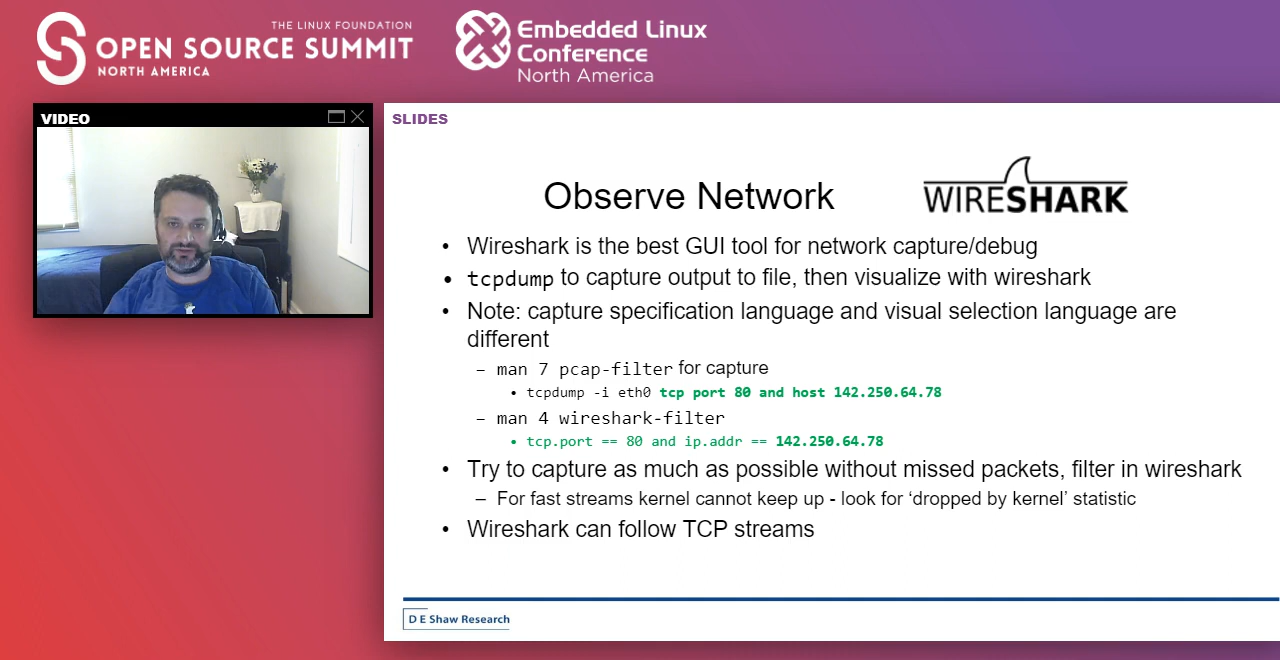 THE LINUX FOUNDATION
OPEN SOURCE SUMMIT
NORTH AMERICA
Embedded Linux
Conference
North America
VIDEO
SLIDES
Observe Network
WIRESHARK
• Wireshark is the best GUI tool for network capture/debug
• tcpdump to capture output to file, then visualize with wireshark
• Note: capture specification language and visual selection language are
different
– man 7 pcap-filter for capture
• tcpdump -i eth0 tcp port 80 and host 142.250.64.78
– man 4 wireshark-filter
• tcp.port == 80 and ip.addr == 142.250.64.78
• Try to capture as much as possible without missed packets, filter in wireshark
– For fast streams kernel cannot keep up - look for ‘dropped by kernel’ statistic
• Wireshark can follow TCP streams
D E Shaw Research